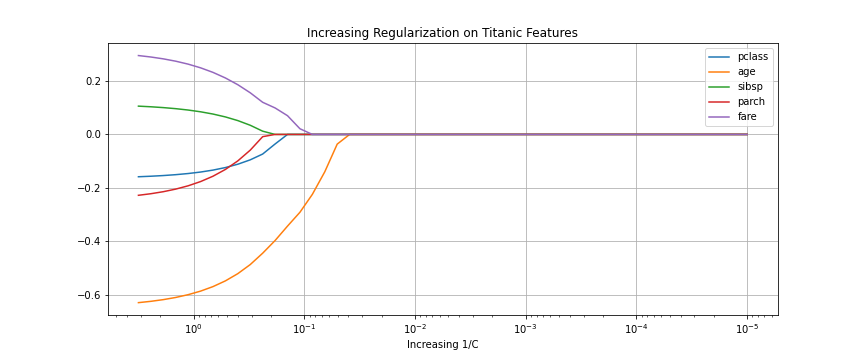 Increasing Regularization on Titanic Features
pclass
age
sibsp
parch
fare
0.2
0.0
−0.2
−0.4
−0.6
10⁰
10⁻¹
10⁻²
10⁻³
10⁻⁴
10⁻⁵
Increasing 1/C